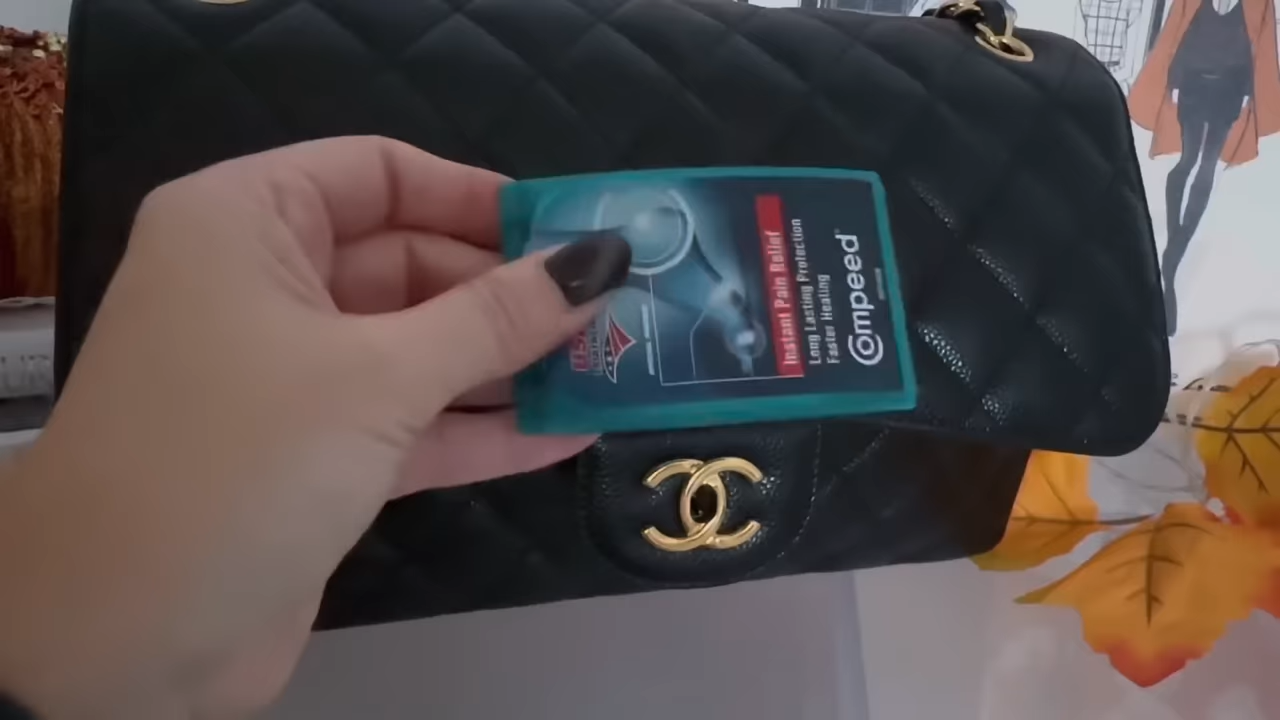 Instant Pain Relief
Long Lasting Protection
Faster Healing
Compeed